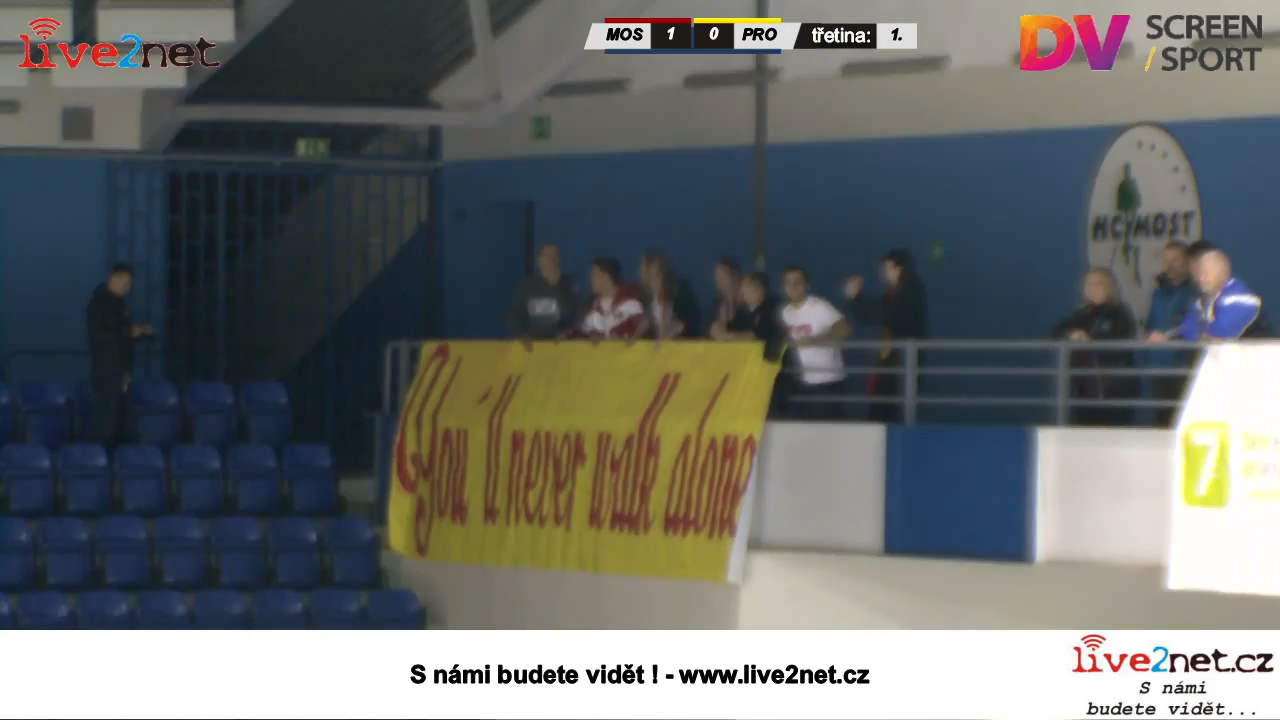 live2net
MOS 1 0 PRO třetina: 1.
DV SCREEN
/ SPORT
HC MOST
You'll never walk alone
7
S námi budete vidět ! - www.live2net.cz
live2net.cz
S námi
budete vidět...